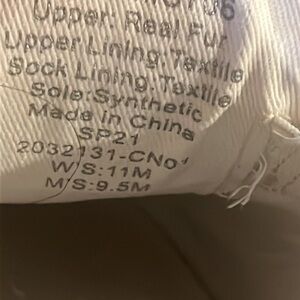 Upper: Real Fur
Upper Lining: Textile
Sock Lining: Textile
Sole: Synthetic
Made in China
SP21
2032131-CNo1
W/S:11M
M/S:9.5M